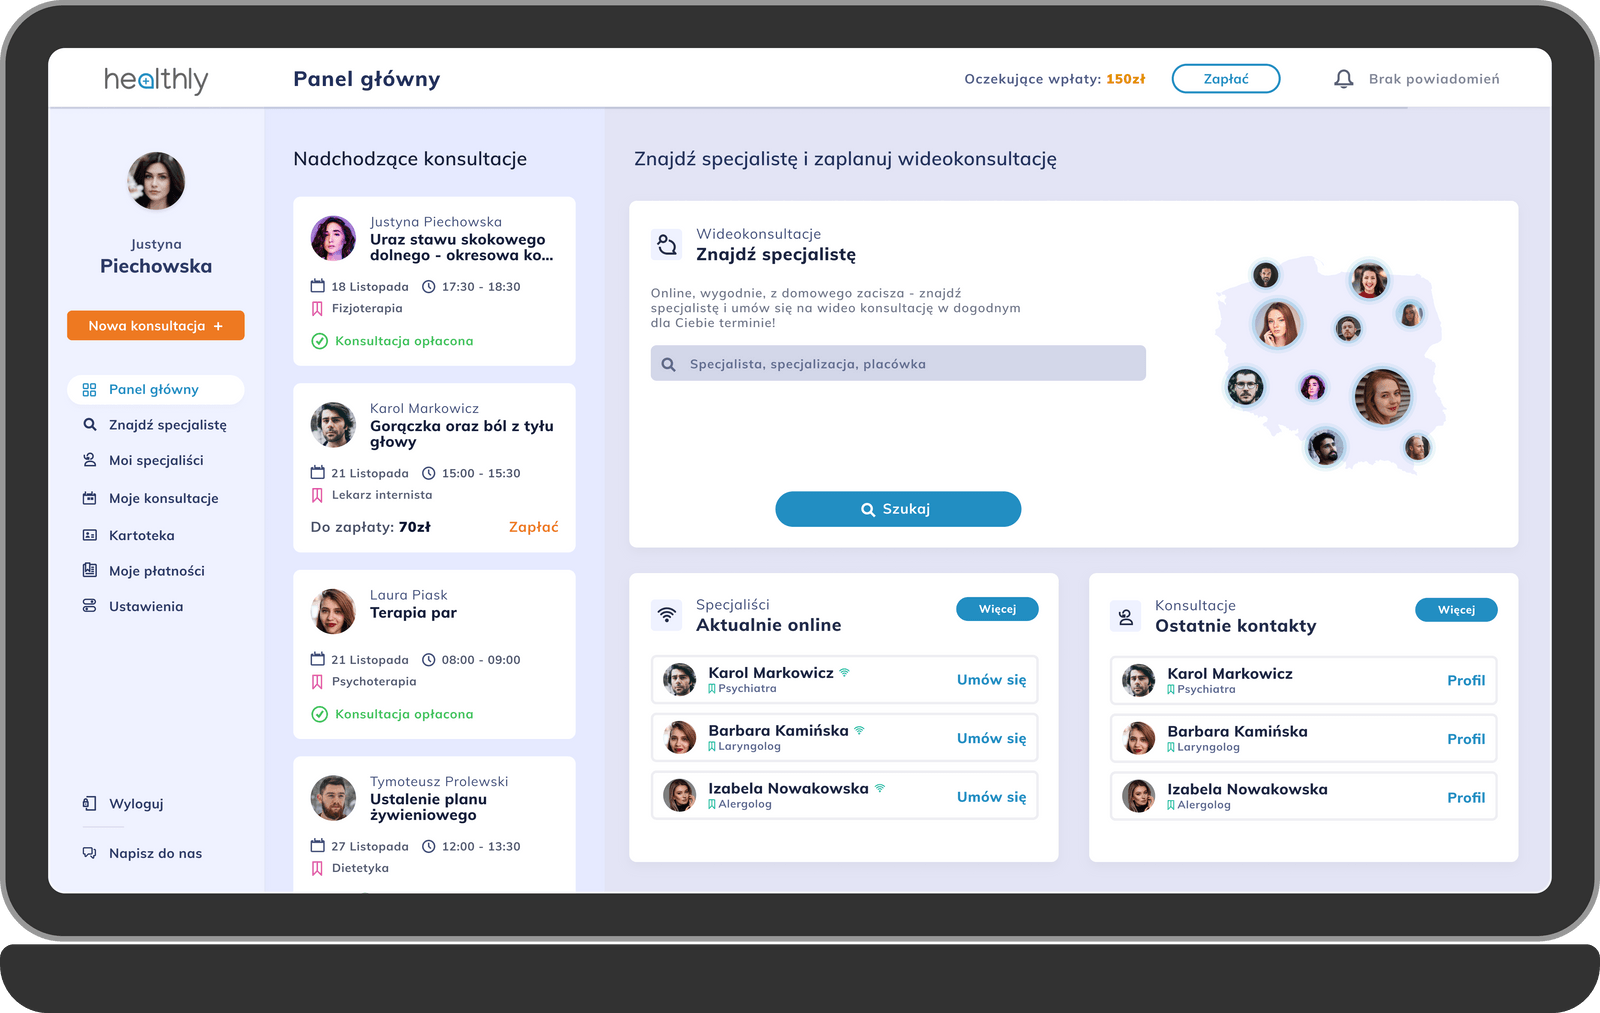 healthly
Panel główny
Oczekujące wpłaty: 150zł
Zapłać
Brak powiadomień
Justyna
Piechowska
Nowa konsultacja +
Panel główny
Znajdź specjalistę
Moi specjaliści
Moje konsultacje
Kartoteka
Moje płatności
Ustawienia
Wyloguj
Napisz do nas
Nadchodzące konsultacje
Justyna Piechowska
Uraz stawu skokowego
dolnego - okresowa ko...
18 Listopada 17:30 - 18:30
Fizjoterapia
Konsultacja opłacona
Karol Markowicz
Gorączka oraz ból z tyłu
głowy
21 Listopada 15:00 - 15:30
Lekarz internista
Do zapłaty: 70zł Zapłać
Laura Piask
Terapia par
21 Listopada 08:00 - 09:00
Psychoterapia
Konsultacja opłacona
Tymoteusz Prolewski
Ustalenie planu
żywieniowego
27 Listopada 12:00 - 13:30
Dietetyka
Znajdź specjalistę i zaplanuj wideokonsultację
Wideokonsultacje
Znajdź specjalistę
Online, wygodnie, z domowego zacisza - znajdź
specjalistę i umów się na wideo konsultację w dogodnym
dla Ciebie terminie!
Specjalista, specjalizacja, placówka
Szukaj
Specjaliści
Aktualnie online
Więcej
Karol Markowicz
Psychiatra
Umów się
Barbara Kamińska
Laryngolog
Umów się
Izabela Nowakowska
Alergolog
Umów się
Konsultacje
Ostatnie kontakty
Więcej
Karol Markowicz
Psychiatra
Profil
Barbara Kamińska
Laryngolog
Profil
Izabela Nowakowska
Alergolog
Profil